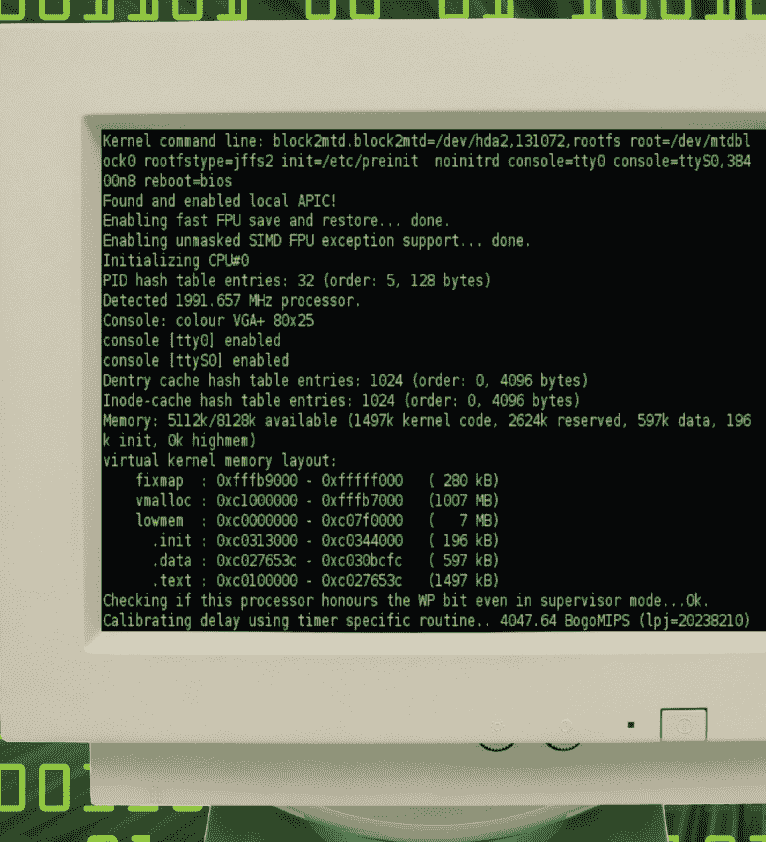 Kernel command line: block2mtd.block2mtd=/dev/hda2,131072,rootfs root=/dev/mtdbl
ock0 rootfstype=jffs2 init=/etc/preinit  noinitrd console=tty0 console=ttyS0,384
00n8 reboot=bios
Found and enabled local APIC!
Enabling fast FPU save and restore... done.
Enabling unmasked SIMD FPU exception support... done.
Initializing CPU#0
PID hash table entries: 32 (order: 5, 128 bytes)
Detected 1991.657 MHz processor.
Console: colour VGA+ 80x25
console [tty0] enabled
console [ttyS0] enabled
Dentry cache hash table entries: 1024 (order: 0, 4096 bytes)
Inode-cache hash table entries: 1024 (order: 0, 4096 bytes)
Memory: 5112k/8128k available (1497k kernel code, 2624k reserved, 597k data, 196
k init, 0k highmem)
virtual kernel memory layout:
    fixmap  : 0xfffb9000 - 0xfffff000   ( 280 kB)
    vmalloc : 0xc1000000 - 0xfffb7000   (1007 MB)
    lowmem  : 0xc0000000 - 0xc07f0000   (   7 MB)
      .init : 0xc0313000 - 0xc0344000   ( 196 kB)
      .data : 0xc027653c - 0xc030bcfc   ( 597 kB)
      .text : 0xc0100000 - 0xc027653c   (1497 kB)
Checking if this processor honours the WP bit even in supervisor mode...Ok.
Calibrating delay using timer specific routine.. 4047.64 BogoMIPS (lpj=20238210)